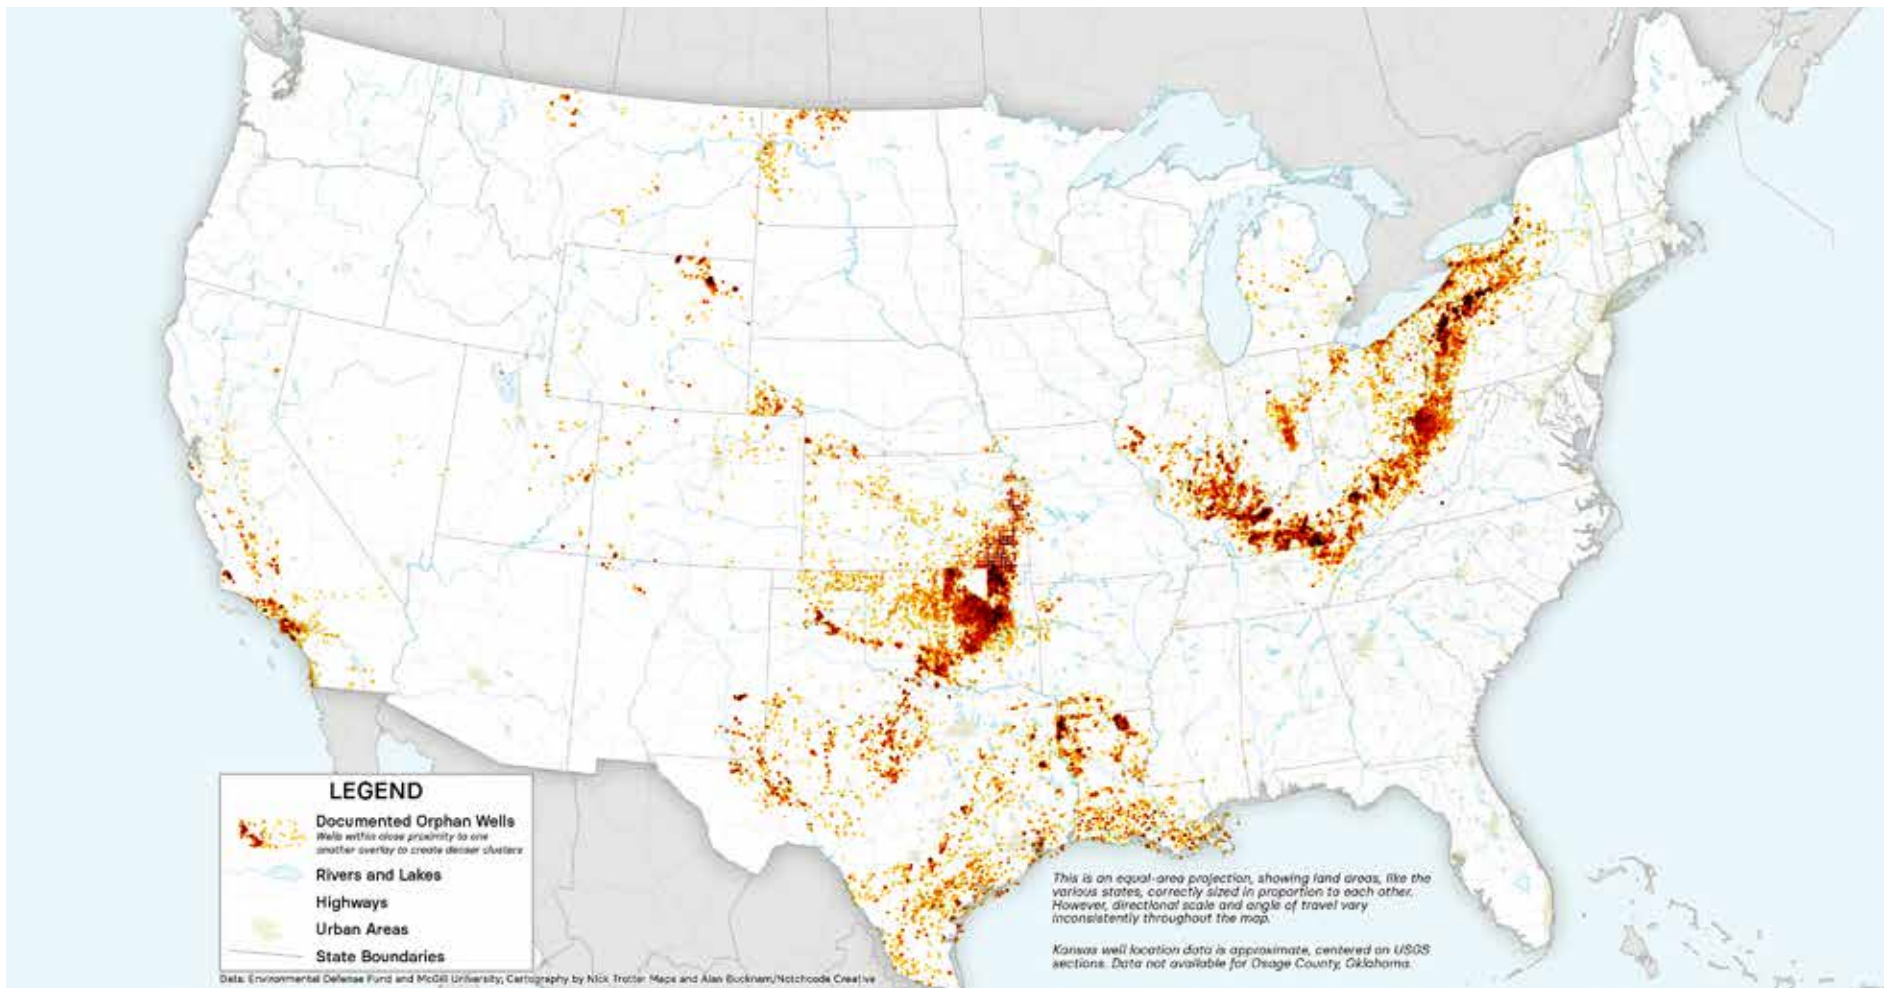 LEGEND
Documented Orphan Wells
Wells within close proximity to one
another overlay to create denser clusters
Rivers and Lakes
Highways
Urban Areas
State Boundaries
Data: Environmental Defense Fund and McGill University, Cartography by Nick Trotter Maps and Alan Bucknam/Notchcode Creative
This is an equal-area projection, showing land areas, like the
various states, correctly sized in proportion to each other.
However, directional scale and angle of travel vary
inconsistently throughout the map.
Kansas well location data is approximate, centered on USGS
sections. Data not available for Osage County, Oklahoma.